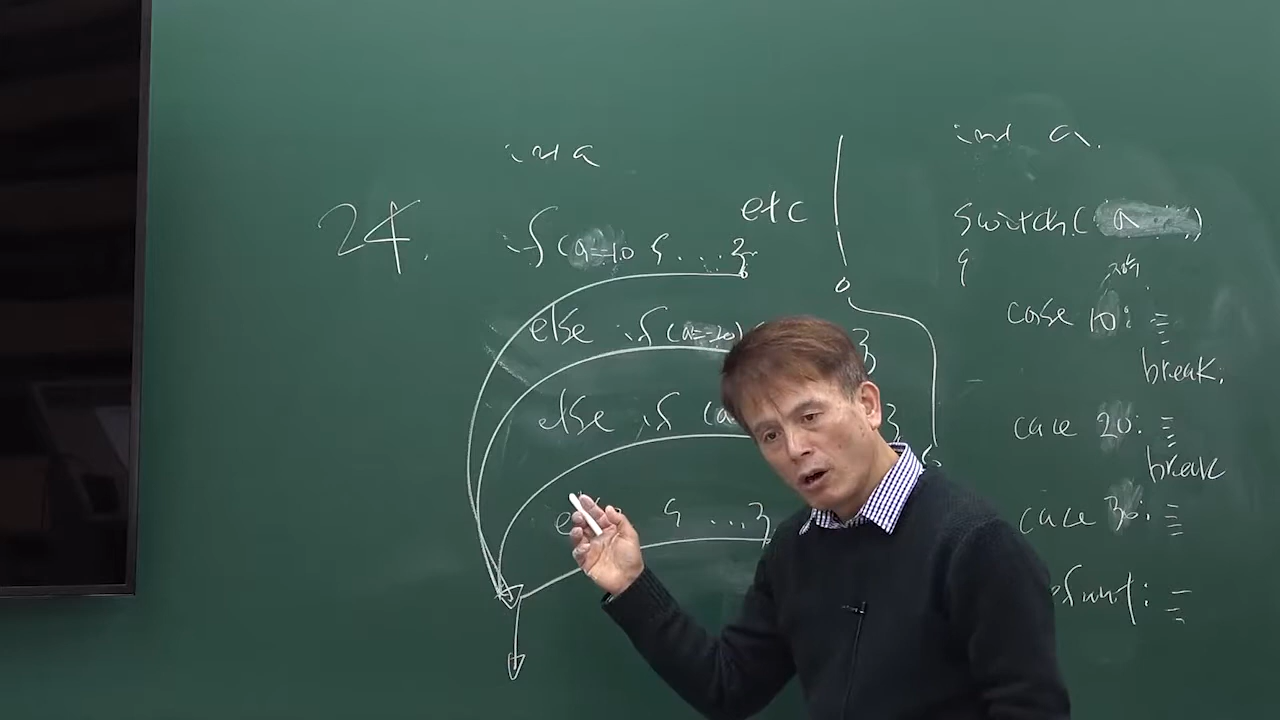 24.
int a
etc
if (a==10 { ... }
else if (a==20) }
else if (a }
{ ... }
int a.
switch( a )
{
case 10:
break;
case 20:
break
case 30: